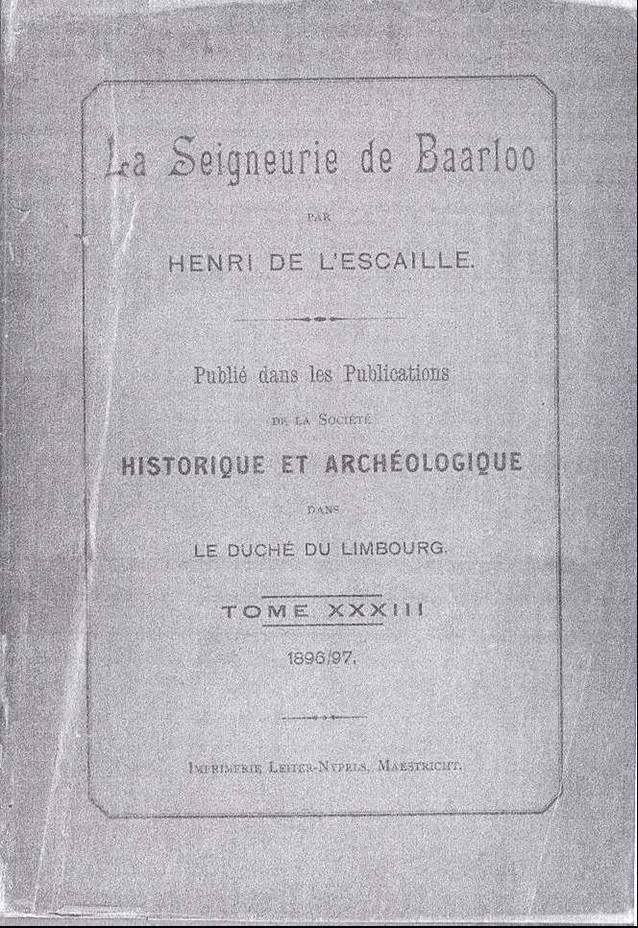 La Seigneurie de Baarloo
PAR
HENRI DE L'ESCAILLE.
Publié dans les Publications
DE LA SOCIÉTÉ
HISTORIQUE ET ARCHÉOLOGIQUE
DANS
LE DUCHÉ DU LIMBOURG.
TOME XXXIII
1896/97.
IMPRIMERIE LEITER-NYPELS, MAESTRICHT.